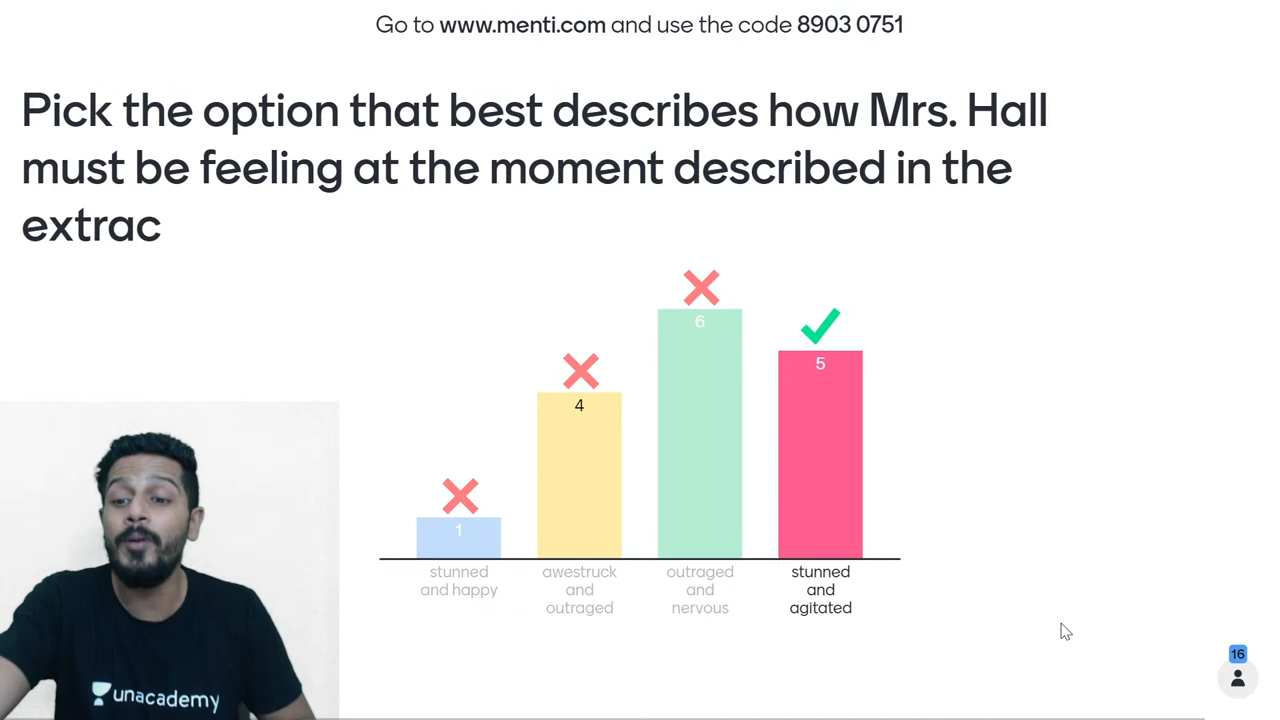 Go to www.menti.com and use the code 8903 0751
Pick the option that best describes how Mrs. Hall
must be feeling at the moment described in the
extrac
1
4
6
5
stunned
and happy
awestruck
and
outraged
outraged
and
nervous
stunned
and
agitated
16
unacademy